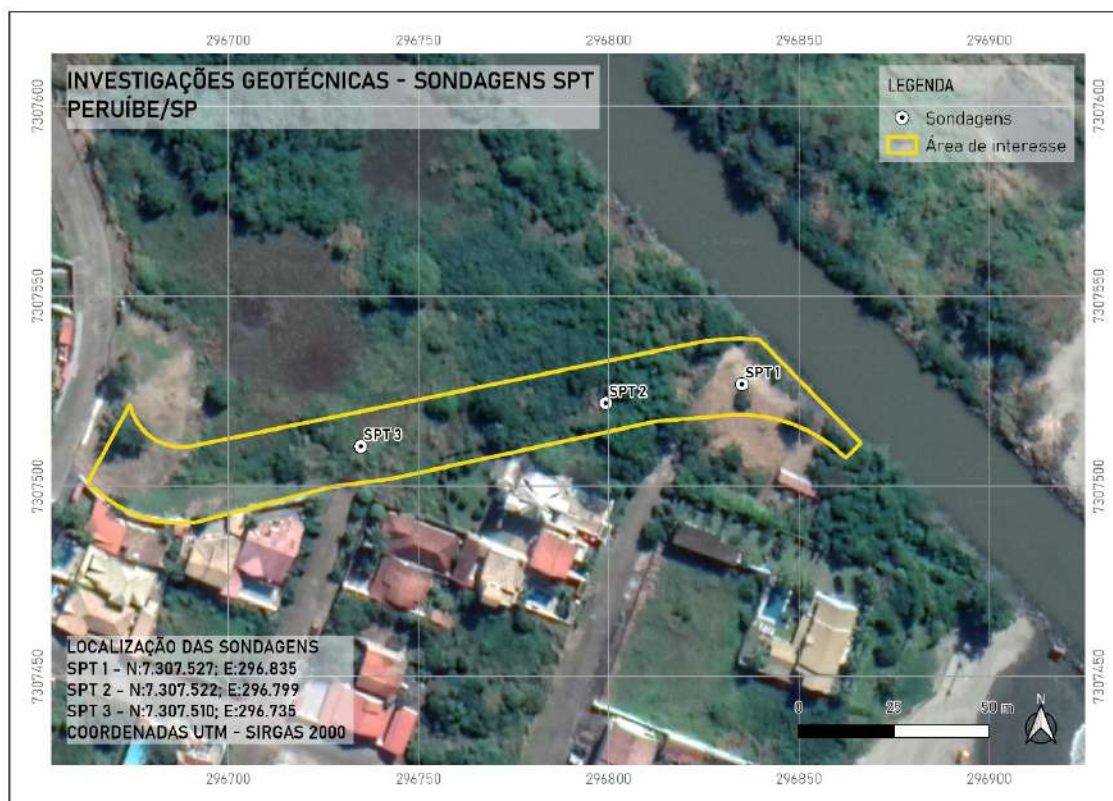 296700
296750
296800
296850
296900
INVESTIGAÇÕES GEOTÉCNICAS - SONDAGENS SPT
PERUÍBE/SP
LEGENDA
Sondagens
Área de interesse
7307600
7307600
7307550
7307550
SPT 1
SPT 2
SPT 3
7307500
7307500
LOCALIZAÇÃO DAS SONDAGENS
SPT 1 - N:7.307.527; E:296.835
SPT 2 - N:7.307.522; E:296.799
SPT 3 - N:7.307.510; E:296.735
COORDENADAS UTM - SIRGAS 2000
7307450
7307450
0 25 50 m
N
296700
296750
296800
296850
296900